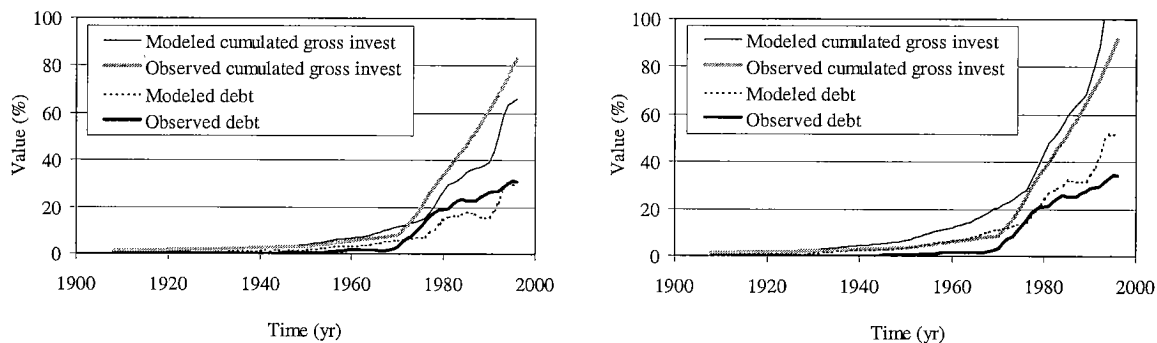 Value (%)
100
80
60
40
20
0
Modeled cumulated gross invest
Observed cumulated gross invest
Modeled debt
Observed debt
1900 1920 1940 1960 1980 2000
Time (yr)
Value (%)
100
80
60
40
20
0
Modeled cumulated gross invest
Observed cumulated gross invest
Modeled debt
Observed debt
1900 1920 1940 1960 1980 2000
Time (yr)